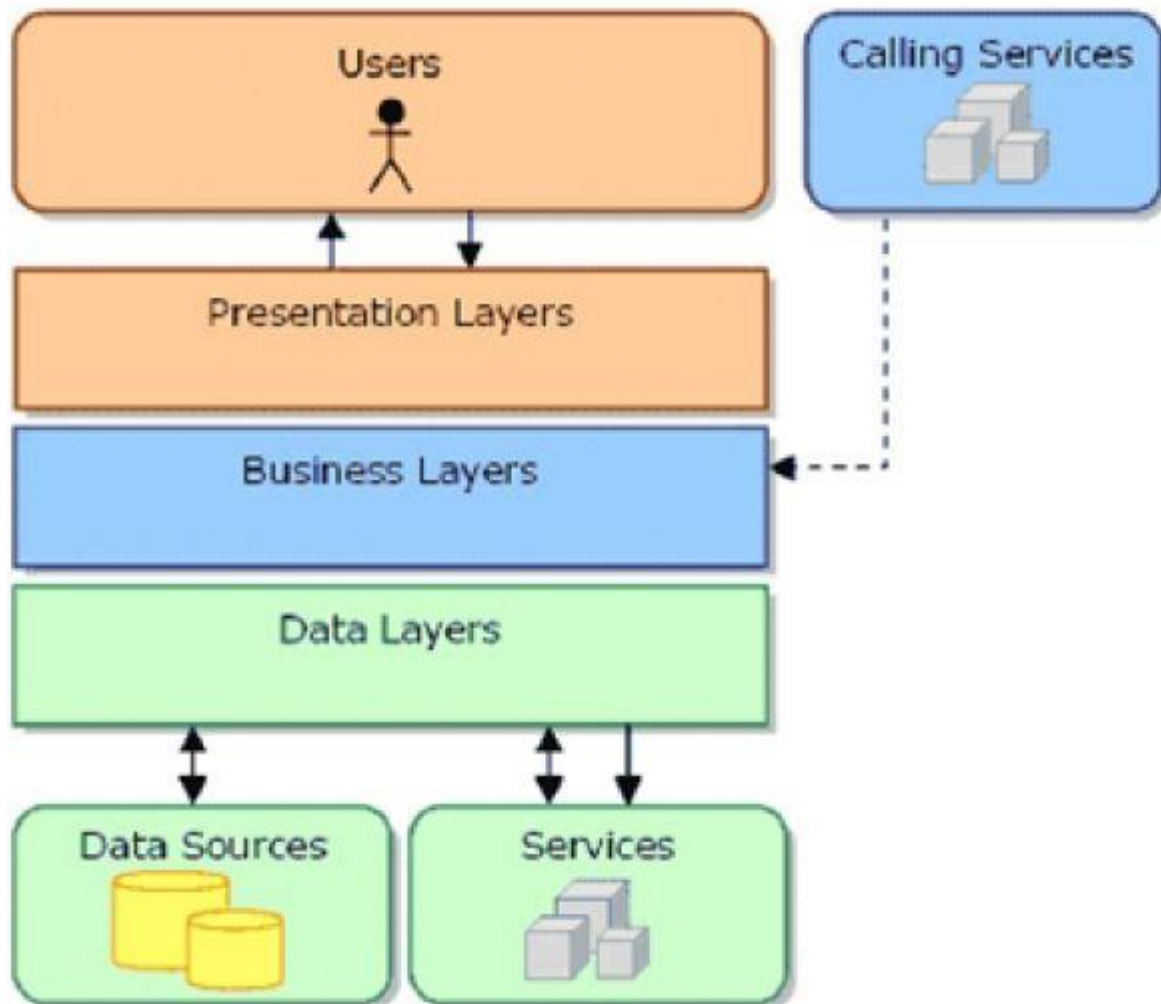 Users
Calling Services
Presentation Layers
Business Layers
Data Layers
Data Sources
Services